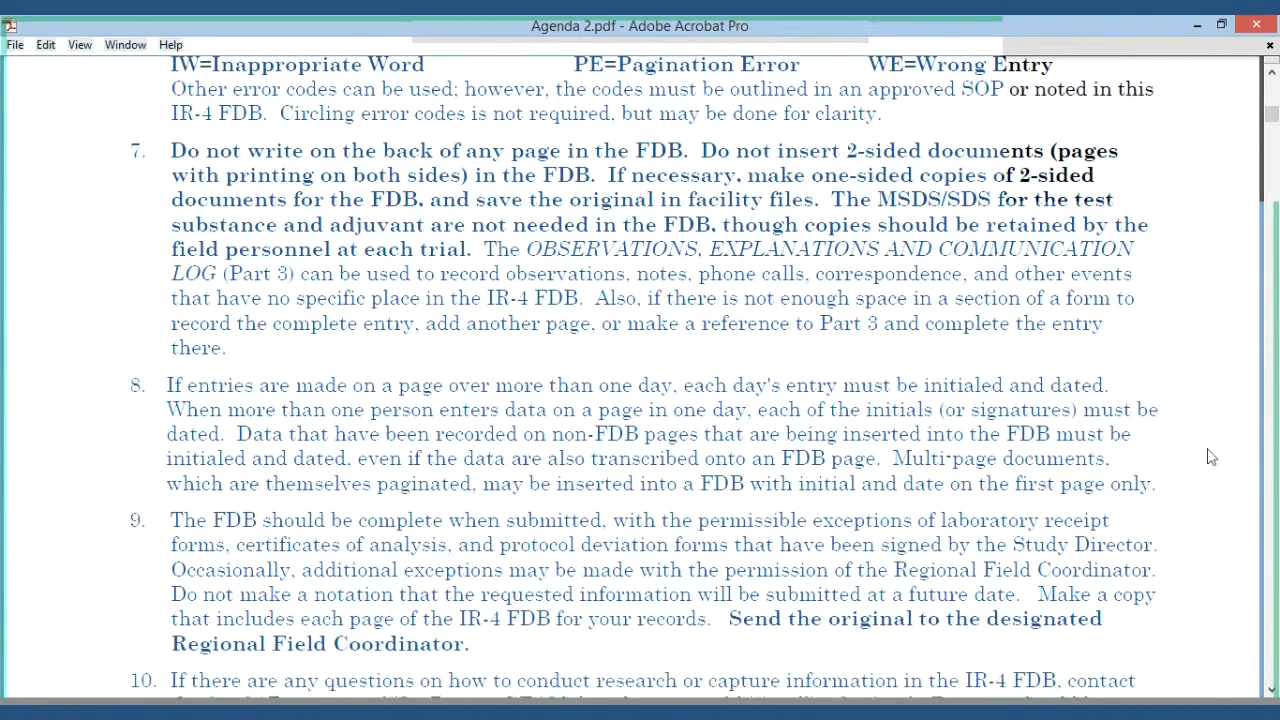 Agenda 2.pdf - Adobe Acrobat Pro
File Edit View Window Help
IW=Inappropriate Word PE=Pagination Error WE=Wrong Entry
Other error codes can be used; however, the codes must be outlined in an approved SOP or noted in this
IR-4 FDB. Circling error codes is not required, but may be done for clarity.
7. Do not write on the back of any page in the FDB. Do not insert 2-sided documents (pages
with printing on both sides) in the FDB. If necessary, make one-sided copies of 2-sided
documents for the FDB, and save the original in facility files. The MSDS/SDS for the test
substance and adjuvant are not needed in the FDB, though copies should be retained by the
field personnel at each trial. The OBSERVATIONS, EXPLANATIONS AND COMMUNICATION
LOG (Part 3) can be used to record observations, notes, phone calls, correspondence, and other events
that have no specific place in the IR-4 FDB. Also, if there is not enough space in a section of a form to
record the complete entry, add another page, or make a reference to Part 3 and complete the entry
there.
8. If entries are made on a page over more than one day, each day's entry must be initialed and dated.
When more than one person enters data on a page in one day, each of the initials (or signatures) must be
dated. Data that have been recorded on non-FDB pages that are being inserted into the FDB must be
initialed and dated, even if the data are also transcribed onto an FDB page. Multi-page documents,
which are themselves paginated, may be inserted into a FDB with initial and date on the first page only.
9. The FDB should be complete when submitted, with the permissible exceptions of laboratory receipt
forms, certificates of analysis, and protocol deviation forms that have been signed by the Study Director.
Occasionally, additional exceptions may be made with the permission of the Regional Field Coordinator.
Do not make a notation that the requested information will be submitted at a future date. Make a copy
that includes each page of the IR-4 FDB for your records. Send the original to the designated
Regional Field Coordinator.
10. If there are any questions on how to conduct research or capture information in the IR-4 FDB, contact